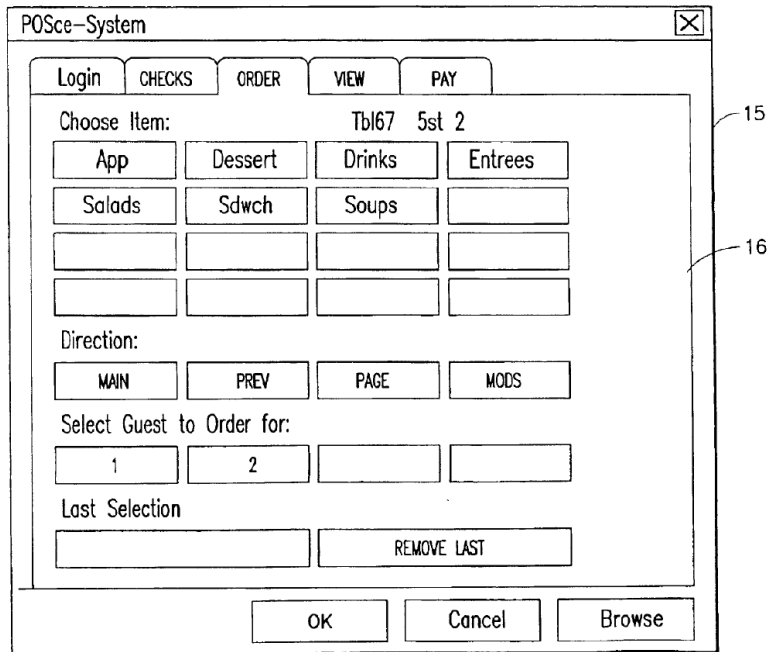 POSce-System
Login CHECKS ORDER VIEW PAY
Choose Item: Tbl67 5st 2
15
App Dessert Drinks Entrees
Salads Sdwch Soups
16
Direction:
MAIN PREV PAGE MODS
Select Guest to Order for:
1 2
Last Selection
REMOVE LAST
OK Cancel Browse